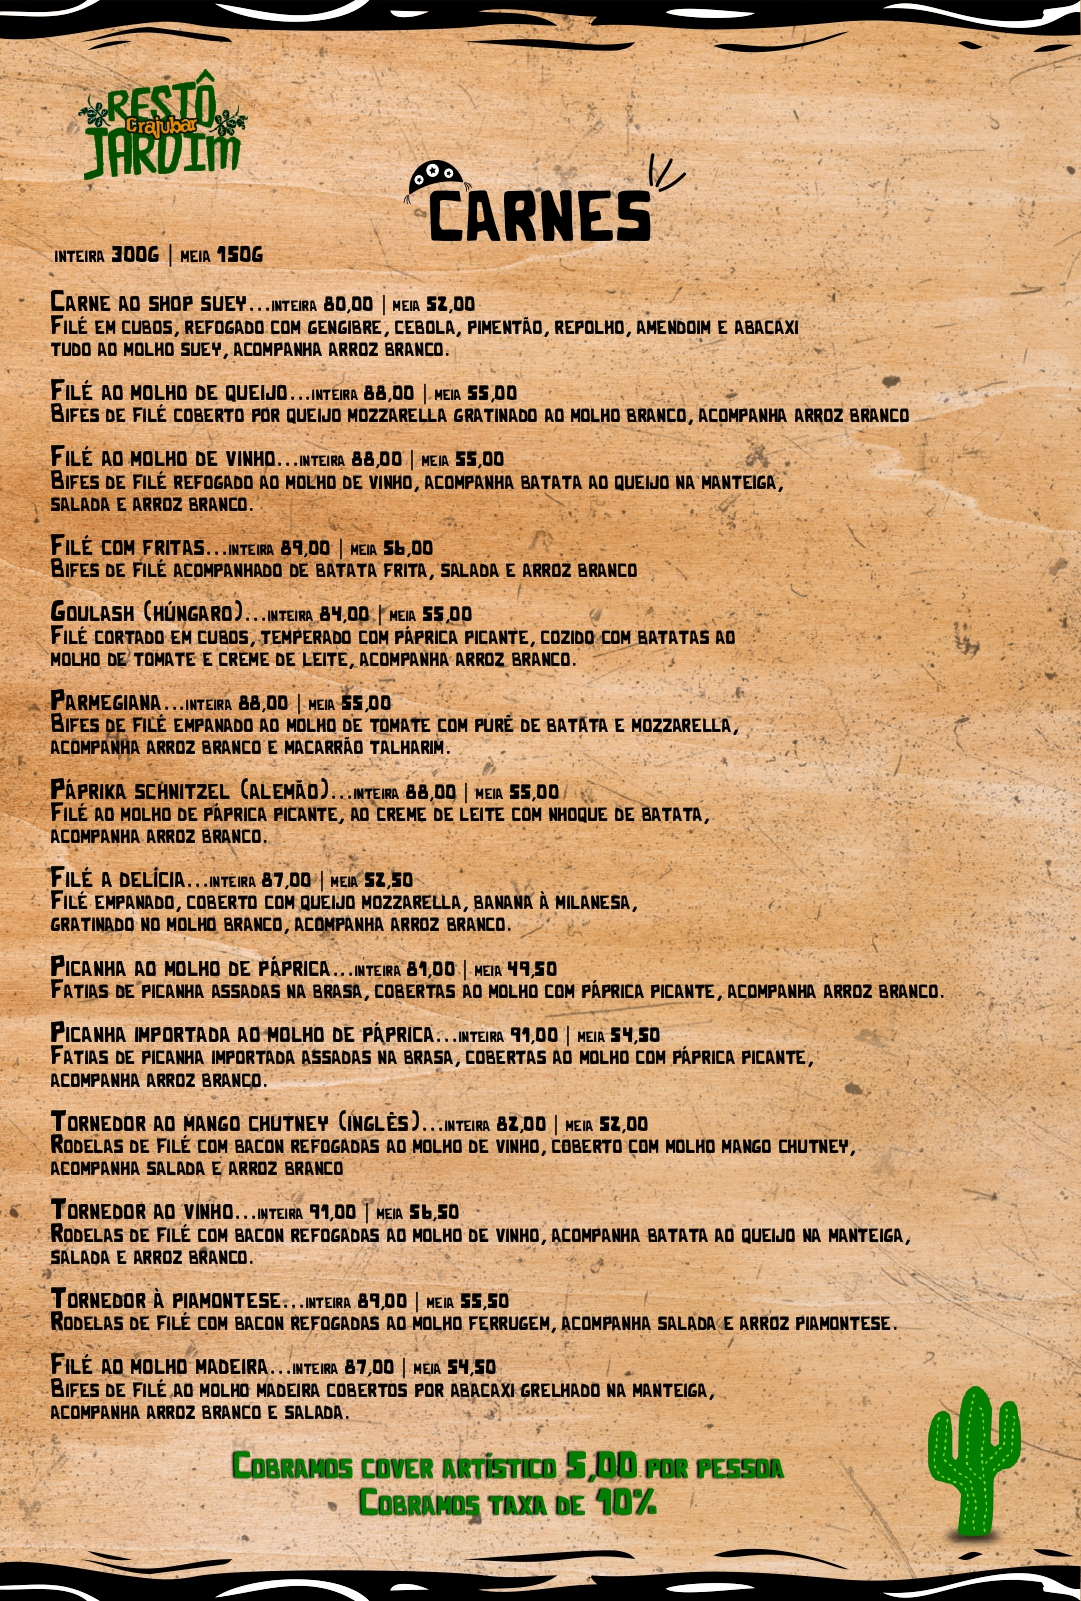 RESTÔ
Crajubar
JARDIM
CARNES
INTEIRA 300G | MEIA 150G
CARNE AO SHOP SUEY...INTEIRA 80,00 | MEIA 52,00
FILÉ EM CUBOS, REFOGADO COM GENGIBRE, CEBOLA, PIMENTÃO, REPOLHO, AMENDOIM E ABACAXI
TUDO AO MOLHO SUEY, ACOMPANHA ARROZ BRANCO.
FILÉ AO MOLHO DE QUEIJO...INTEIRA 88,00 | MEIA 55,00
BIFES DE FILÉ COBERTO POR QUEIJO MOZZARELLA GRATINADO AO MOLHO BRANCO, ACOMPANHA ARROZ BRANCO
FILÉ AO MOLHO DE VINHO...INTEIRA 88,00 | MEIA 55,00
BIFES DE FILÉ REFOGADO AO MOLHO DE VINHO, ACOMPANHA BATATA AO QUEIJO NA MANTEIGA,
SALADA E ARROZ BRANCO.
FILÉ COM FRITAS...INTEIRA 89,00 | MEIA 56,00
BIFES DE FILÉ ACOMPANHADO DE BATATA FRITA, SALADA E ARROZ BRANCO
GOULASH (HÚNGARO)...INTEIRA 84,00 | MEIA 55,00
FILÉ CORTADO EM CUBOS, TEMPERADO COM PÁPRICA PICANTE, COZIDO COM BATATAS AO
MOLHO DE TOMATE E CREME DE LEITE, ACOMPANHA ARROZ BRANCO.
PARMEGIANA...INTEIRA 88,00 | MEIA 55,00
BIFES DE FILÉ EMPANADO AO MOLHO DE TOMATE COM PURÊ DE BATATA E MOZZARELLA,
ACOMPANHA ARROZ BRANCO E MACARRÃO TALHARIM.
PÁPRIKA SCHNITZEL (ALEMÃO)...INTEIRA 88,00 | MEIA 55,00
FILÉ AO MOLHO DE PÁPRICA PICANTE, AO CREME DE LEITE COM NHOQUE DE BATATA,
ACOMPANHA ARROZ BRANCO.
FILÉ A DELÍCIA...INTEIRA 87,00 | MEIA 52,50
FILÉ EMPANADO, COBERTO COM QUEIJO MOZZARELLA, BANANA À MILANESA,
GRATINADO NO MOLHO BRANCO, ACOMPANHA ARROZ BRANCO.
PICANHA AO MOLHO DE PÁPRICA...INTEIRA 81,00 | MEIA 49,50
FATIAS DE PICANHA ASSADAS NA BRASA, COBERTAS AO MOLHO COM PÁPRICA PICANTE, ACOMPANHA ARROZ BRANCO.
PICANHA IMPORTADA AO MOLHO DE PÁPRICA...INTEIRA 91,00 | MEIA 54,50
FATIAS DE PICANHA IMPORTADA ASSADAS NA BRASA, COBERTAS AO MOLHO COM PÁPRICA PICANTE,
ACOMPANHA ARROZ BRANCO.
TORNEDOR AO MANGO CHUTNEY (INGLÊS)...INTEIRA 82,00 | MEIA 52,00
RODELAS DE FILÉ COM BACON REFOGADAS AO MOLHO DE VINHO, COBERTO COM MOLHO MANGO CHUTNEY,
ACOMPANHA SALADA E ARROZ BRANCO
TORNEDOR AO VINHO...INTEIRA 91,00 | MEIA 56,50
RODELAS DE FILÉ COM BACON REFOGADAS AO MOLHO DE VINHO, ACOMPANHA BATATA AO QUEIJO NA MANTEIGA,
SALADA E ARROZ BRANCO.
TORNEDOR À PIAMONTESE...INTEIRA 89,00 | MEIA 55,50
RODELAS DE FILÉ COM BACON REFOGADAS AO MOLHO FERRUGEM, ACOMPANHA SALADA E ARROZ PIAMONTESE.
FILÉ AO MOLHO MADEIRA...INTEIRA 87,00 | MEIA 54,50
BIFES DE FILÉ AO MOLHO MADEIRA COBERTOS POR ABACAXI GRELHADO NA MANTEIGA,
ACOMPANHA ARROZ BRANCO E SALADA.
COBRAMOS COVER ARTÍSTICO 5,00 POR PESSOA
COBRAMOS TAXA DE 10%